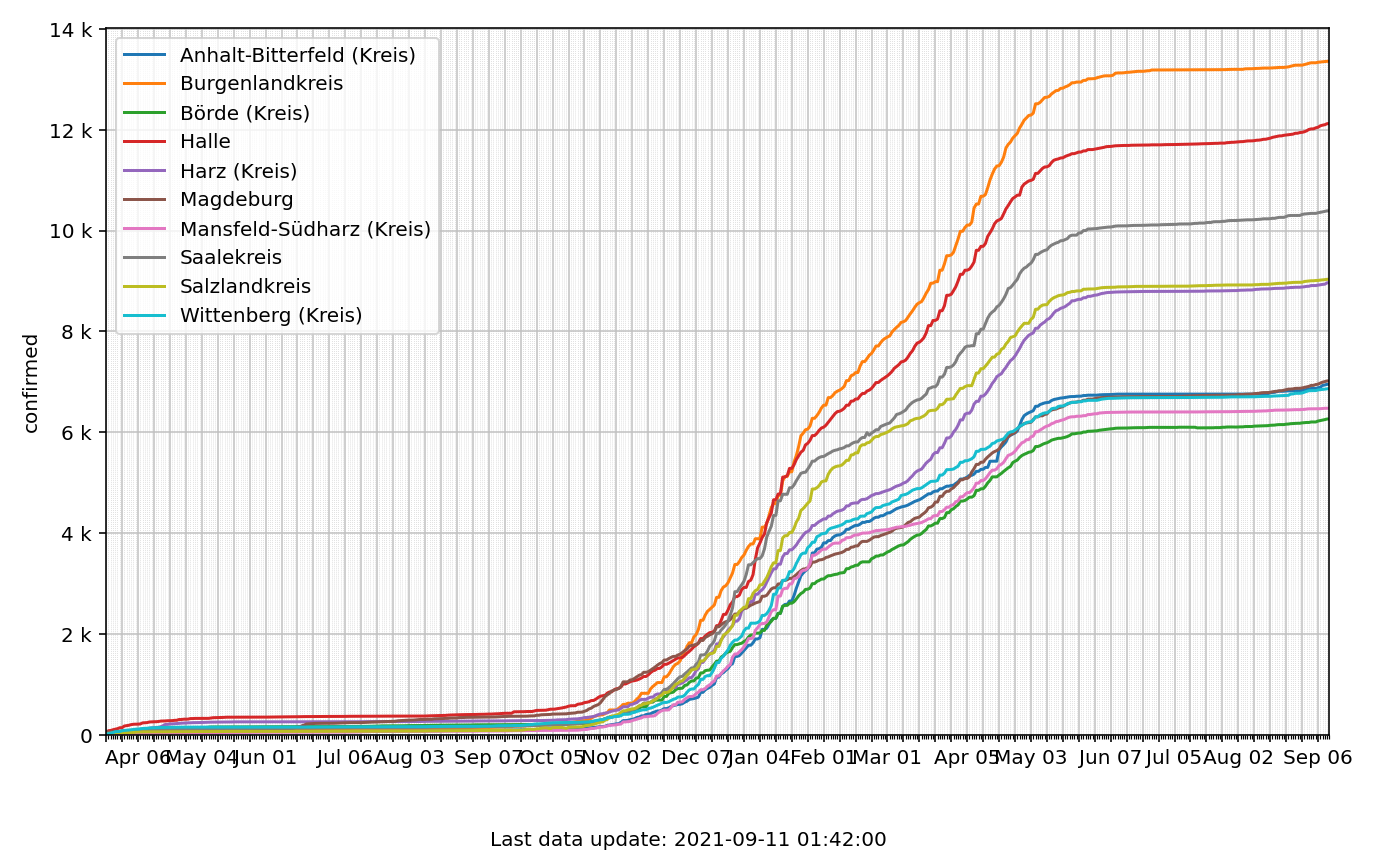 14 k
12 k
10 k
8 k
6 k
4 k
2 k
0
confirmed
Anhalt-Bitterfeld (Kreis)
Burgenlandkreis
Börde (Kreis)
Halle
Harz (Kreis)
Magdeburg
Mansfeld-Südharz (Kreis)
Saalekreis
Salzlandkreis
Wittenberg (Kreis)
Apr 06 May 04 Jun 01 Jul 06 Aug 03 Sep 07 Oct 05 Nov 02 Dec 07 Jan 04 Feb 01 Mar 01 Apr 05 May 03 Jun 07 Jul 05 Aug 02 Sep 06
Last data update: 2021-09-11 01:42:00